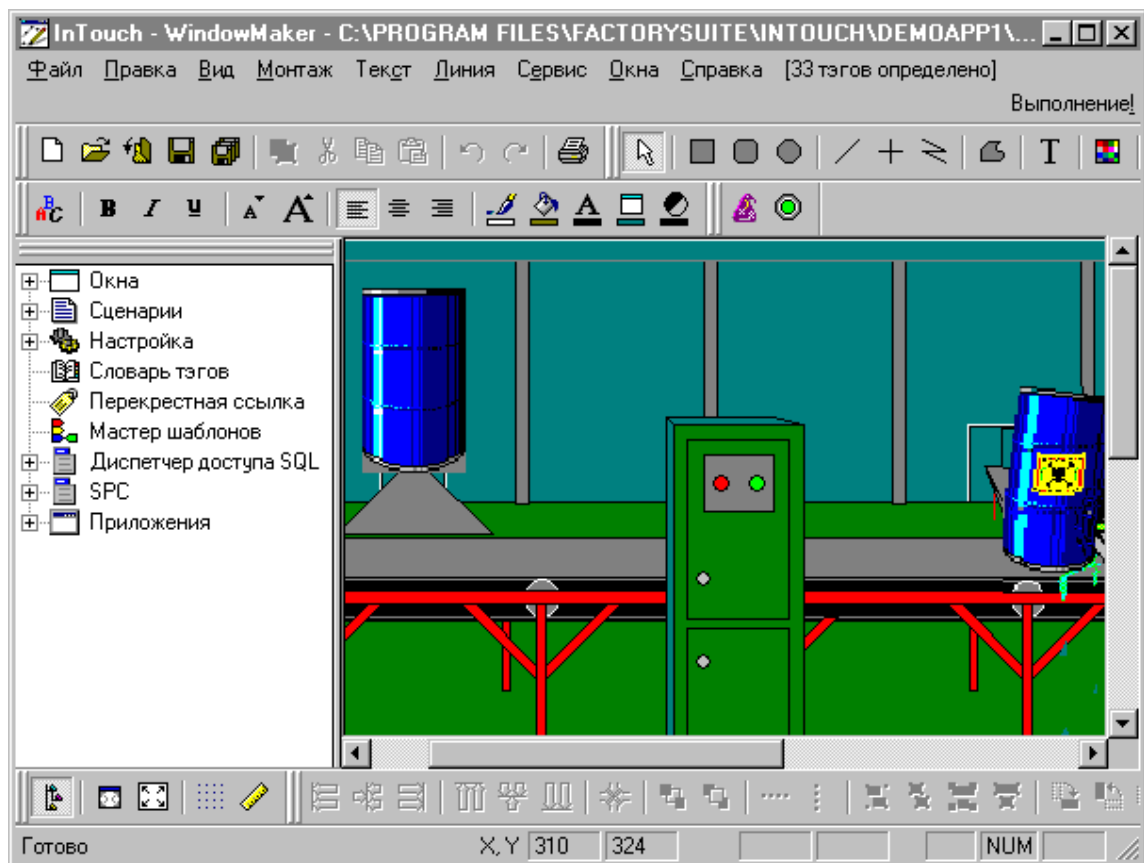 InTouch - WindowMaker - C:\PROGRAM FILES\FACTORYSUITE\INTOUCH\DEMOAPP1\...
Файл Правка Вид Монтаж Текст Линия Сервис Окна Справка [33 тэгов определено]
Выполнение!
T
ABC B I Ч A A A
Окна
Сценарии
Настройка
Словарь тэгов
Перекрестная ссылка
Мастер шаблонов
Диспетчер доступа SQL
SPC
Приложения
Готово X, Y 310 324 NUM